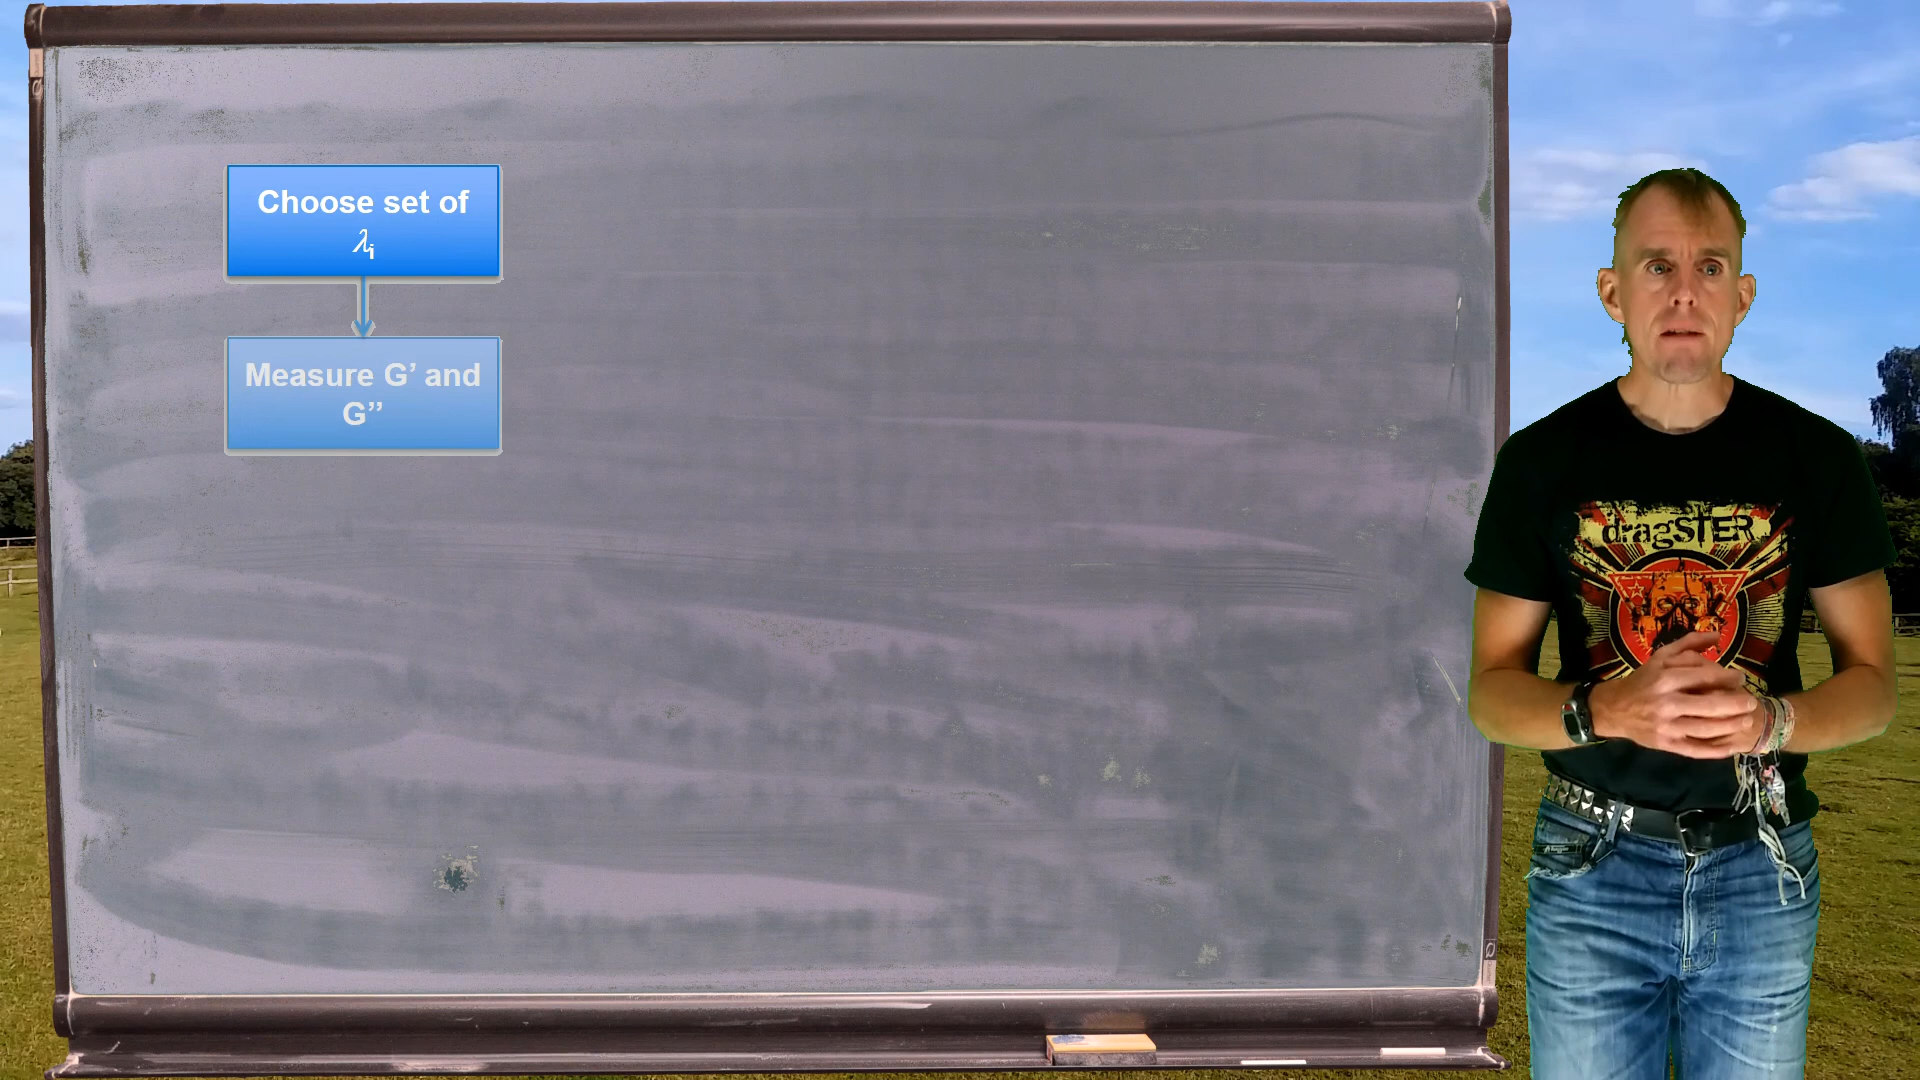 Choose set of
λi
Measure G’ and
G”
dragSTER